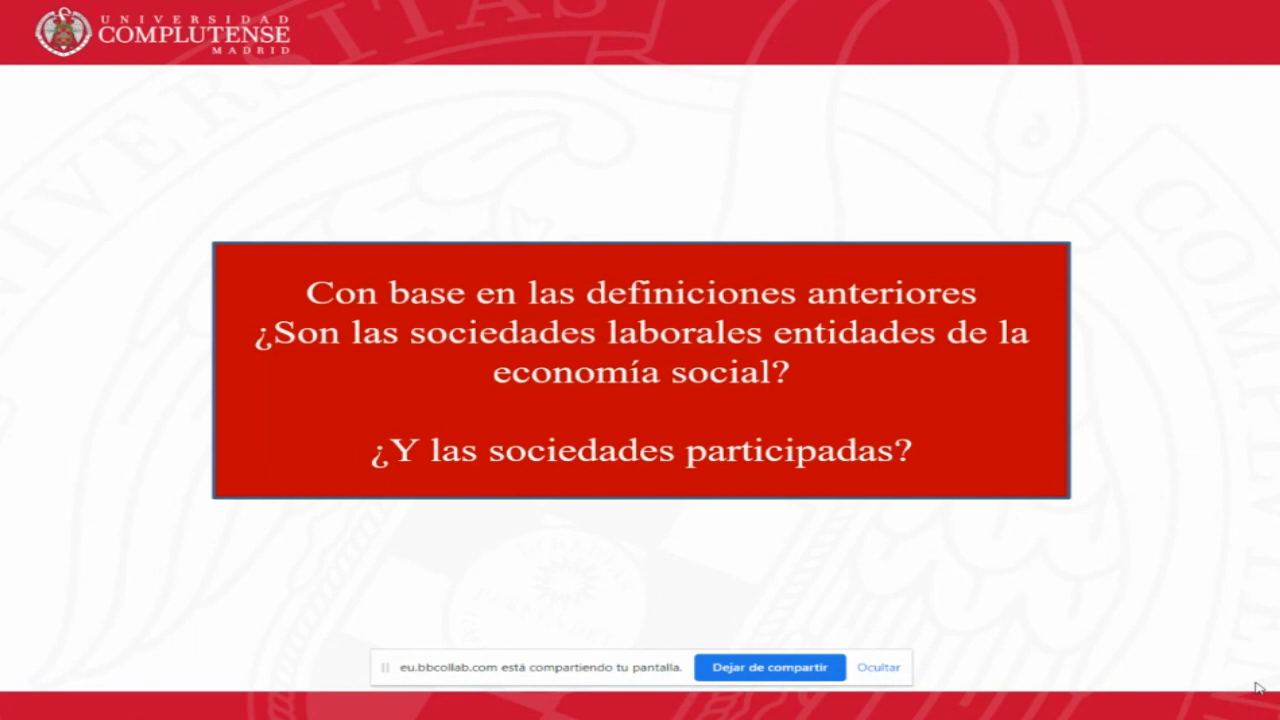 UNIVERSIDAD
COMPLUTENSE
MADRID
Con base en las definiciones anteriores
¿Son las sociedades laborales entidades de la
economía social?
¿Y las sociedades participadas?
eu.bbcollab.com está compartiendo tu pantalla. Dejar de compartir Ocultar